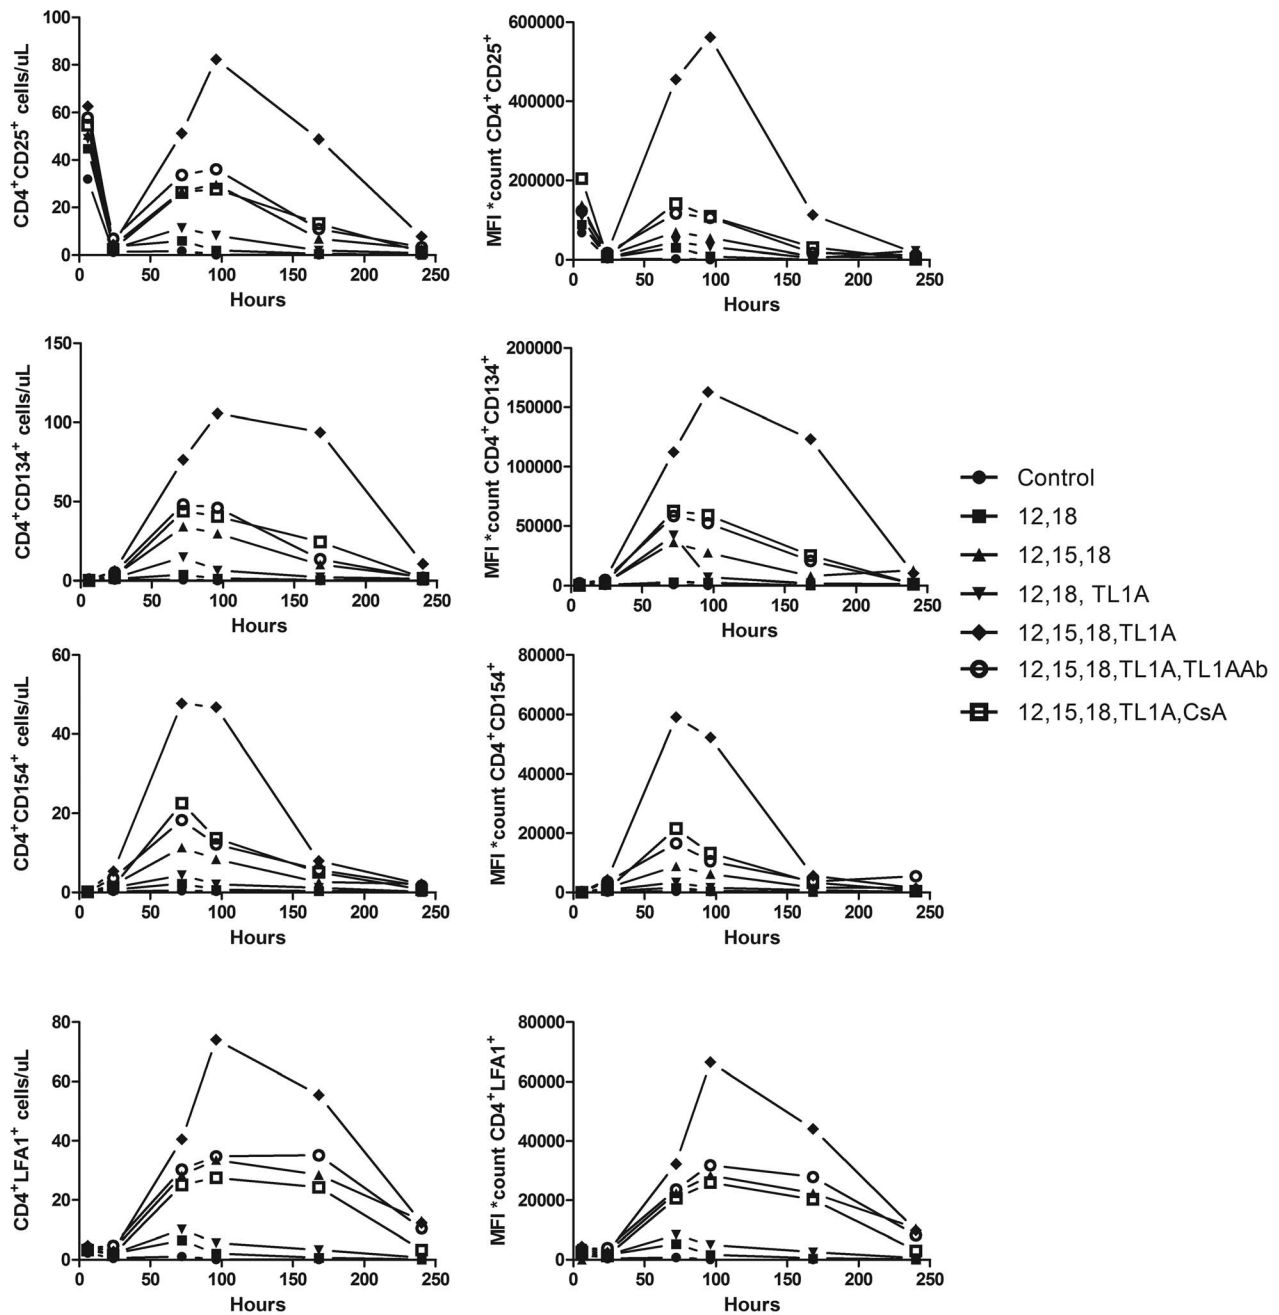 CD4⁺CD25⁺ cells/uL
100
80
60
40
20
0
0 50 100 150 200 250
Hours
MFI *count CD4⁺CD25⁺
600000
400000
200000
0
0 50 100 150 200 250
Hours
CD4⁺CD134⁺ cells/uL
150
100
50
0
0 50 100 150 200 250
Hours
MFI *count CD4⁺CD134⁺
200000
150000
100000
50000
0
0 50 100 150 200 250
Hours
Control
12,18
12,15,18
12,18, TL1A
12,15,18,TL1A
12,15,18,TL1A,TL1AAb
12,15,18,TL1A,CsA
CD4⁺CD154⁺ cells/uL
60
40
20
0
0 50 100 150 200 250
Hours
MFI *count CD4⁺CD154⁺
80000
60000
40000
20000
0
0 50 100 150 200 250
Hours
CD4⁺LFA1⁺ cells/uL
80
60
40
20
0
0 50 100 150 200 250
Hours
MFI *count CD4⁺LFA1⁺
80000
60000
40000
20000
0
0 50 100 150 200 250
Hours